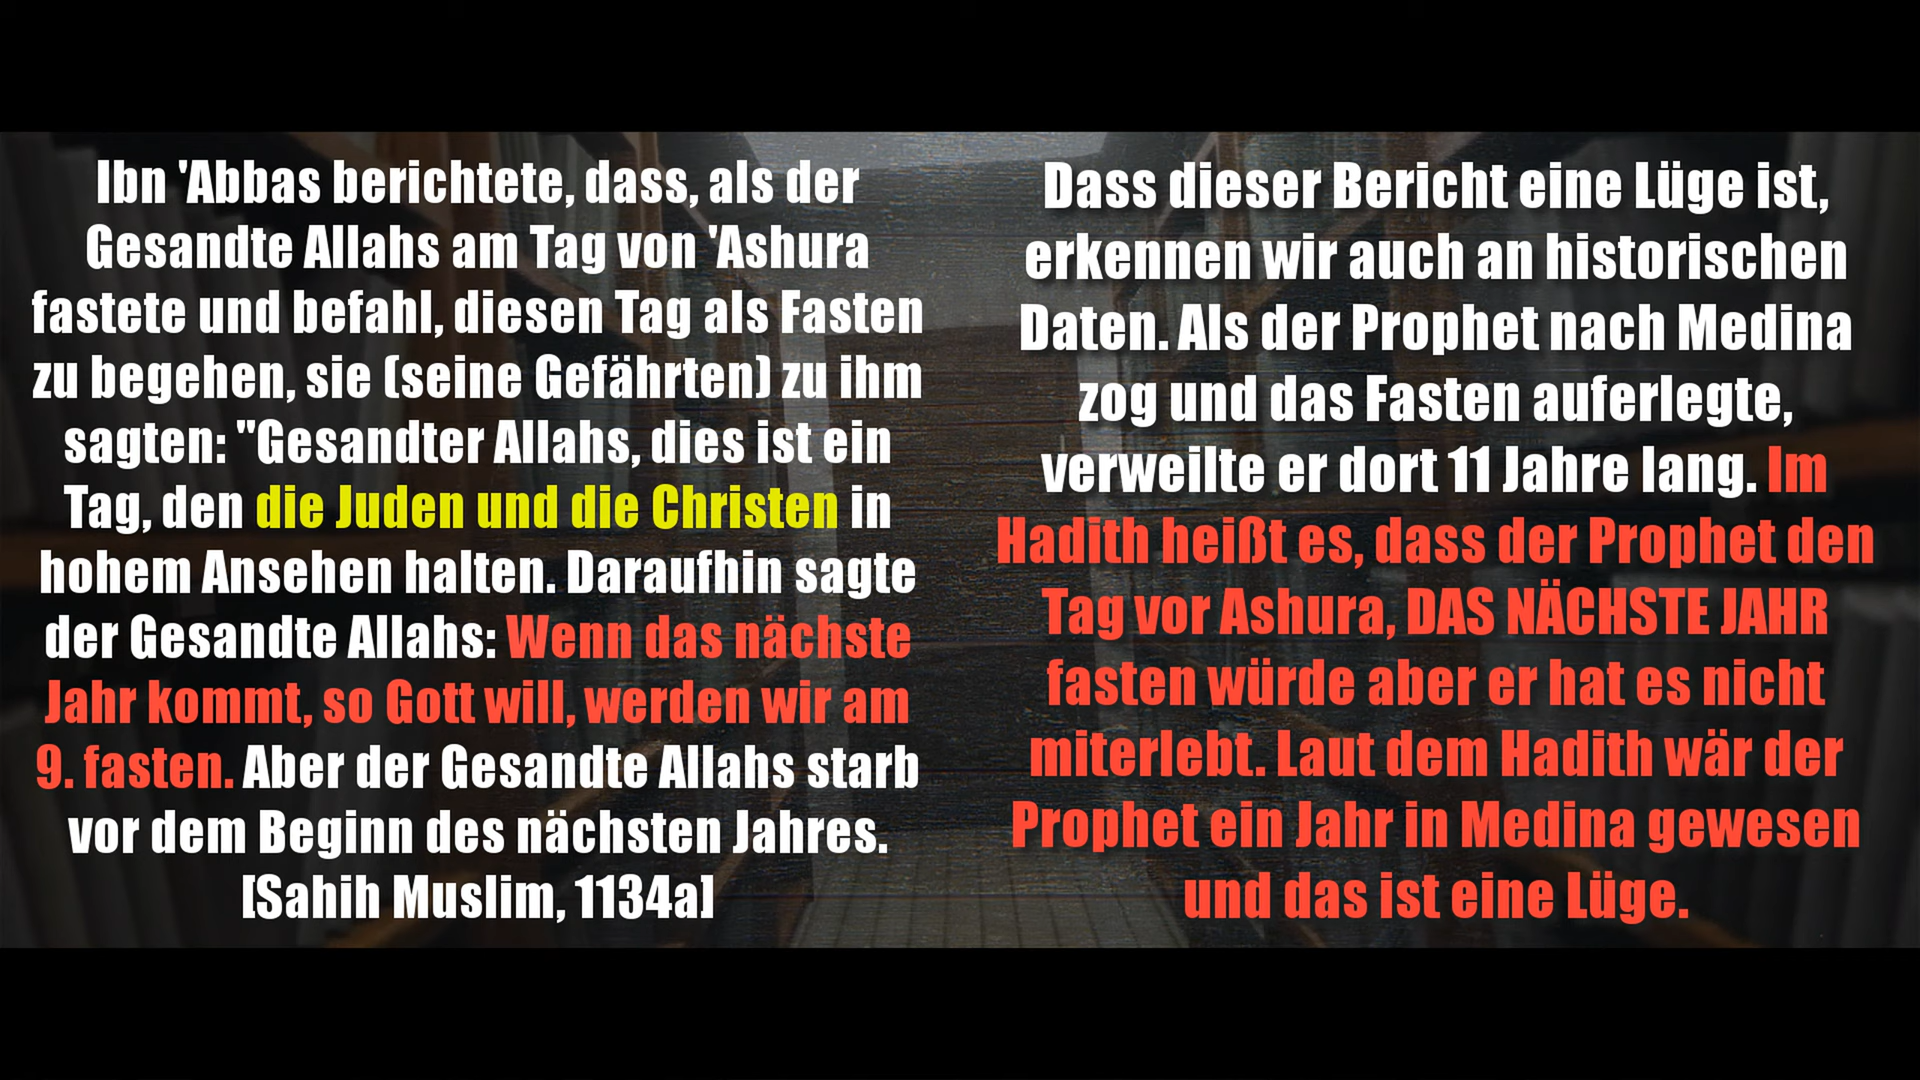 Ibn 'Abbas berichtete, dass, als der
Gesandte Allahs am Tag von 'Ashura
fastete und befahl, diesen Tag als Fasten
zu begehen, sie (seine Gefährten) zu ihm
sagten: "Gesandter Allahs, dies ist ein
Tag, den die Juden und die Christen in
hohem Ansehen halten. Daraufhin sagte
der Gesandte Allahs: Wenn das nächste
Jahr kommt, so Gott will, werden wir am
9. fasten. Aber der Gesandte Allahs starb
vor dem Beginn des nächsten Jahres.
[Sahih Muslim, 1134a]
Dass dieser Bericht eine Lüge ist,
erkennen wir auch an historischen
Daten. Als der Prophet nach Medina
zog und das Fasten auferlegte,
verweilte er dort 11 Jahre lang. Im
Hadith heißt es, dass der Prophet den
Tag vor Ashura, DAS NÄCHSTE JAHR
fasten würde aber er hat es nicht
miterlebt. Laut dem Hadith wär der
Prophet ein Jahr in Medina gewesen
und das ist eine Lüge.